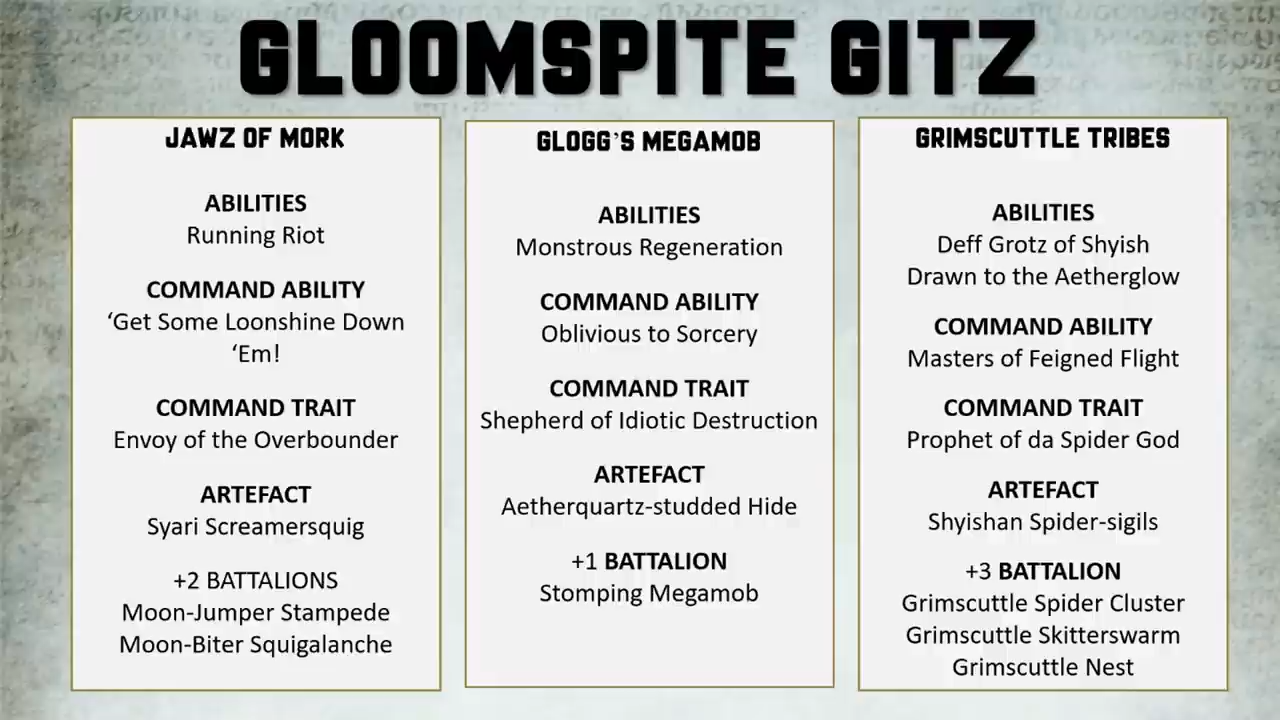 GLOOMSPITE GITZ
JAWZ OF MORK
ABILITIES
Running Riot
COMMAND ABILITY
‘Get Some Loonshine Down
‘Em!
COMMAND TRAIT
Envoy of the Overbounder
ARTEFACT
Syari Screamersquig
+2 BATTALIONS
Moon-Jumper Stampede
Moon-Biter Squigalanche
GLOGG’S MEGAMOB
ABILITIES
Monstrous Regeneration
COMMAND ABILITY
Oblivious to Sorcery
COMMAND TRAIT
Shepherd of Idiotic Destruction
ARTEFACT
Aetherquartz-studded Hide
+1 BATTALION
Stomping Megamob
GRIMSCUTTLE TRIBES
ABILITIES
Deff Grotz of Shyish
Drawn to the Aetherglow
COMMAND ABILITY
Masters of Feigned Flight
COMMAND TRAIT
Prophet of da Spider God
ARTEFACT
Shyishan Spider-sigils
+3 BATTALION
Grimscuttle Spider Cluster
Grimscuttle Skitterswarm
Grimscuttle Nest